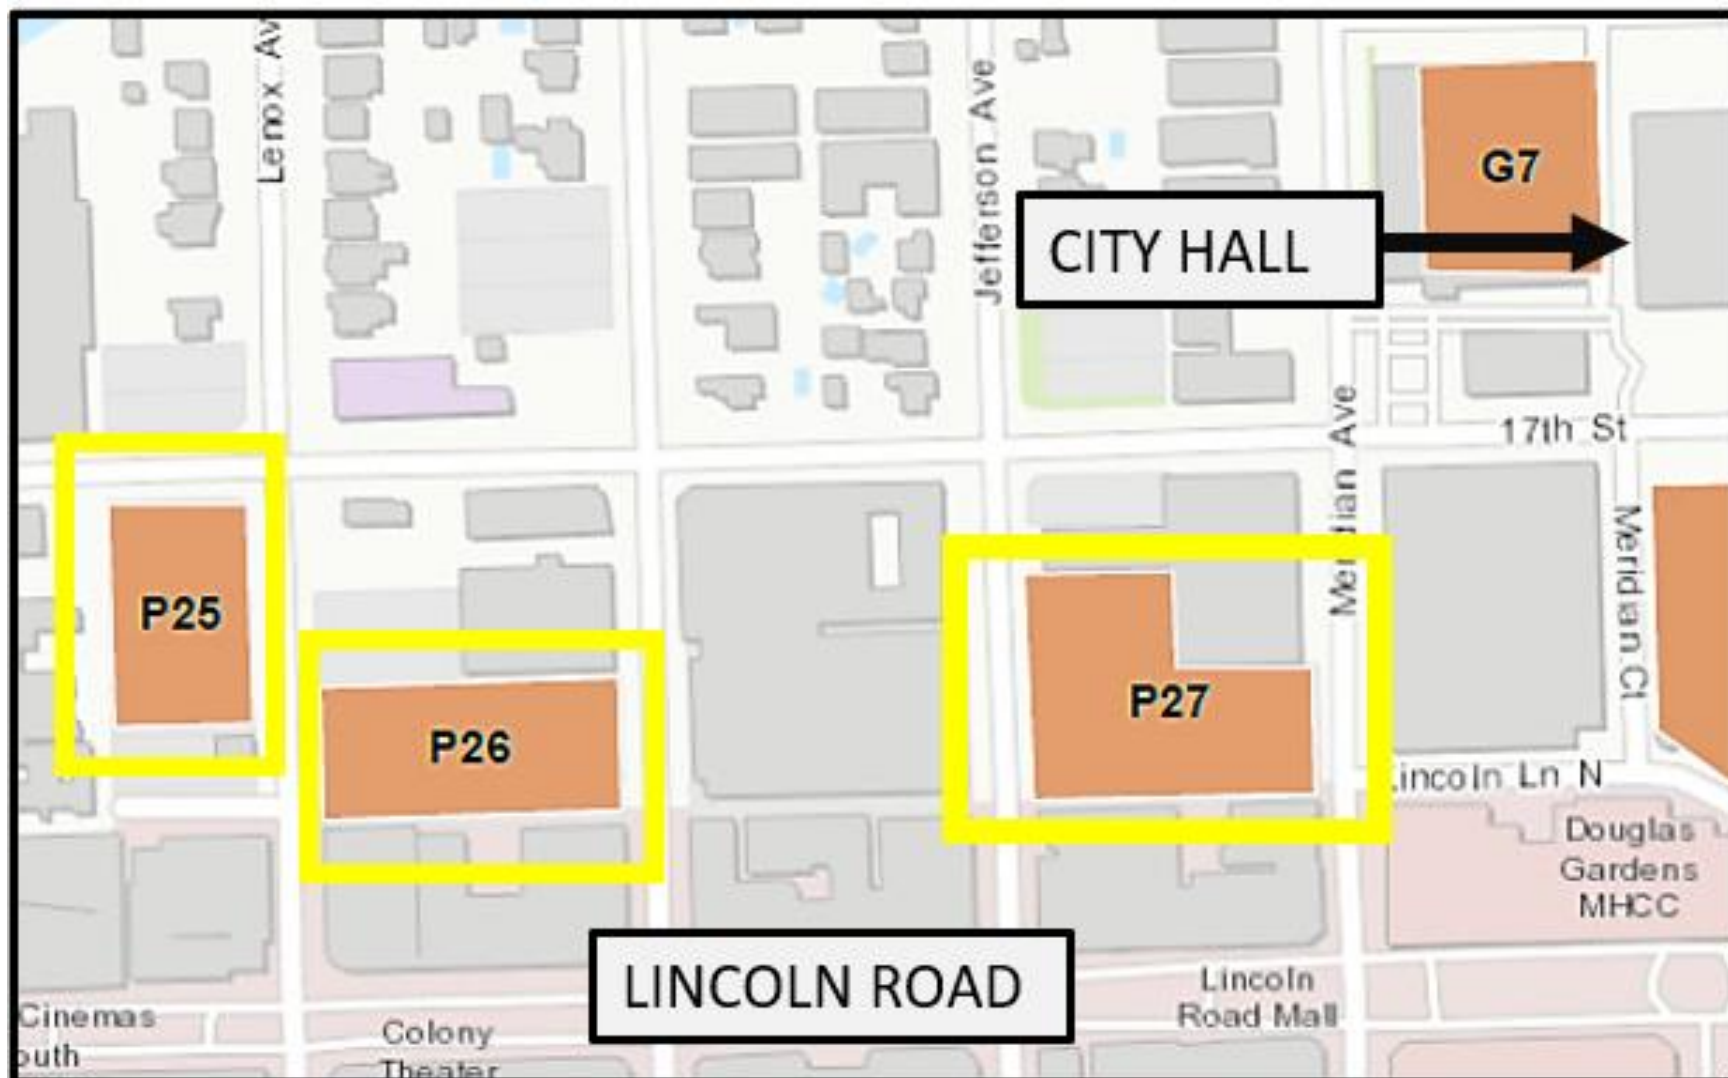 Lenox Av
Jefferson Ave
G7
CITY HALL
17th St
Meridian Ave
Meridian Ct
P25
P26
P27
Lincoln Ln N
Douglas
Gardens
MHCC
LINCOLN ROAD
Lincoln
Road Mall
Cinemas
outh
Colony
Theater